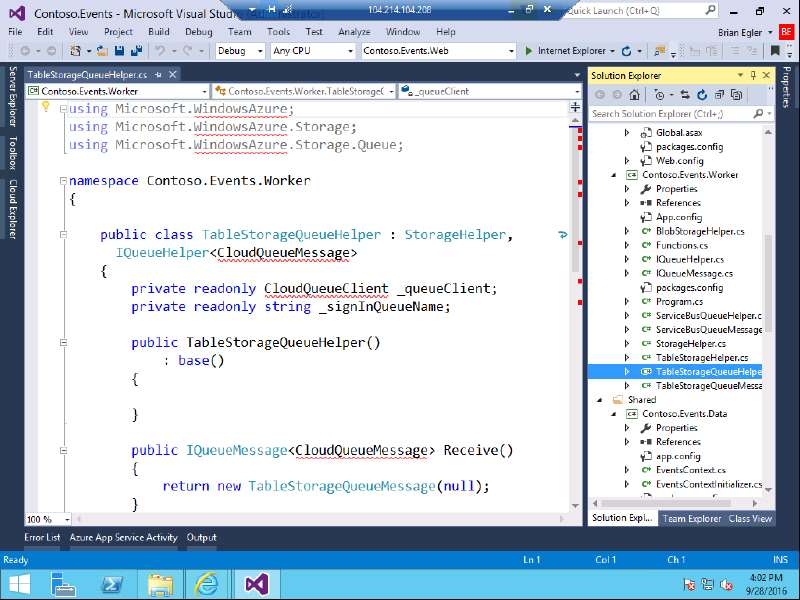 Contoso.Events - Microsoft Visual Studio (Administrator)
104.214.104.208
Quick Launch (Ctrl+Q)
File Edit View Project Build Debug Team Tools Test Analyze Window Help
Brian Egler BE
Debug Any CPU Contoso.Events.Web Internet Explorer
Server Explorer
Toolbox
Cloud Explorer
TableStorageQueueHelper.cs
Contoso.Events.Worker Contoso.Events.Worker.TableStorageC _queueClient
using Microsoft.WindowsAzure;
using Microsoft.WindowsAzure.Storage;
using Microsoft.WindowsAzure.Storage.Queue;
namespace Contoso.Events.Worker
{
public class TableStorageQueueHelper : StorageHelper,
IQueueHelper<CloudQueueMessage>
{
private readonly CloudQueueClient _queueClient;
private readonly string _signInQueueName;
public TableStorageQueueHelper()
: base()
{
}
public IQueueMessage<CloudQueueMessage> Receive()
{
return new TableStorageQueueMessage(null);
}
100 %
Solution Explorer
Search Solution Explorer (Ctrl+;)
Global.asax
packages.config
Web.config
Contoso.Events.Worker
Properties
References
App.config
BlobStorageHelper.cs
Functions.cs
IQueueHelper.cs
IQueueMessage.cs
packages.config
Program.cs
ServiceBusQueueHelper.c
ServiceBusQueueMessage
StorageHelper.cs
TableStorageHelper.cs
TableStorageQueueHelpe
TableStorageQueueMessa
Shared
Contoso.Events.Data
Properties
References
app.config
EventsContext.cs
EventsContextInitializer.cs
Solution Expl... Team Explorer Class View
Properties
Error List Azure App Service Activity Output
Ready Ln 1 Col 1 Ch 1 INS
4:02 PM
9/28/2016